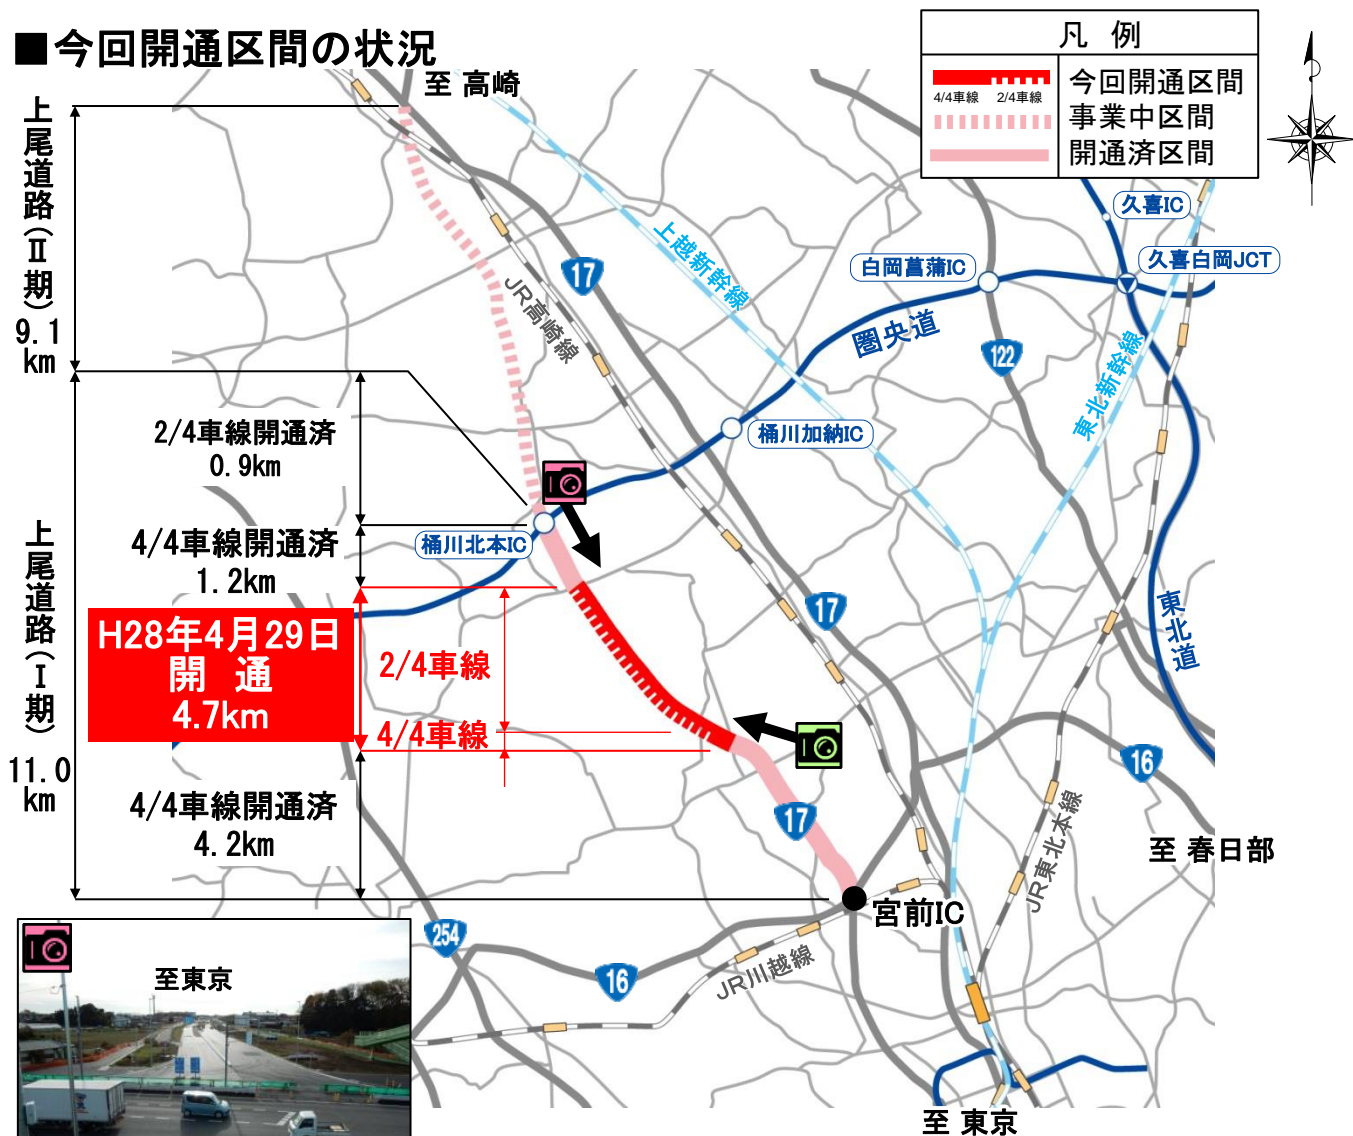 ■今回開通区間の状況
凡 例
今回開通区間
4/4車線 2/4車線
事業中区間
開通済区間
至 高崎
上尾道路(Ⅱ期)
9.1
km
上尾道路(Ⅰ期)
11.0
km
2/4車線開通済
0.9km
4/4車線開通済
1.2km
H28年4月29日
開 通
4.7km
2/4車線
4/4車線
4/4車線開通済
4.2km
久喜IC
久喜白岡JCT
白岡菖蒲IC
圏央道
桶川加納IC
桶川北本IC
上越新幹線
東北新幹線
JR高崎線
17
122
17
東北道
16
17
至 春日部
JR東北本線
宮前IC
JR川越線
254
16
至 東京
至東京